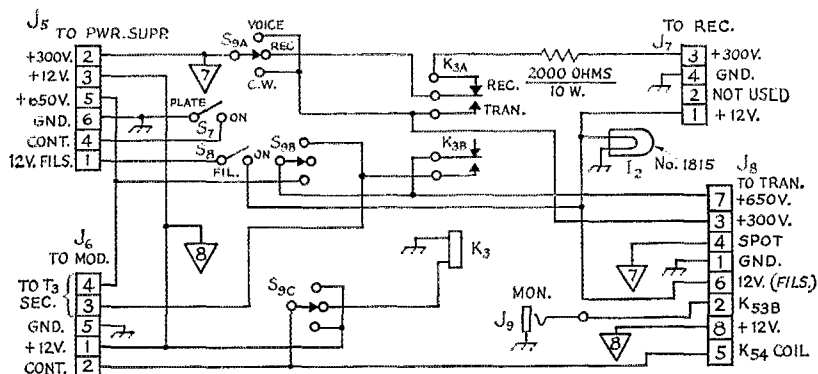 J5
TO PWR. SUPP.
+300V. 2
+12V. 3
+650V. 5
GND. 6
CONT. 4
12V. FILS. 1
7
PLATE
S7
ON
S8
FIL.
ON
VOICE
S9A
REC
C.W.
S9B
K3A
REC.
TRAN.
K3B
2000 OHMS
10 W.
TO REC.
J7
3 +300V.
4 GND.
2 NOT USED
1 +12V.
I2
No. 1815
J8
TO TRAN.
7 +650V.
3 +300V.
4 SPOT
1 GND.
6 12V. (FILS.)
2 K53B
8 +12V.
5 K54 COIL
7
8
MON.
J9
K3
S9C
8
J6
TO MOD.
TO T3 4
SEC. 3
GND. 5
+12V. 1
CONT. 2